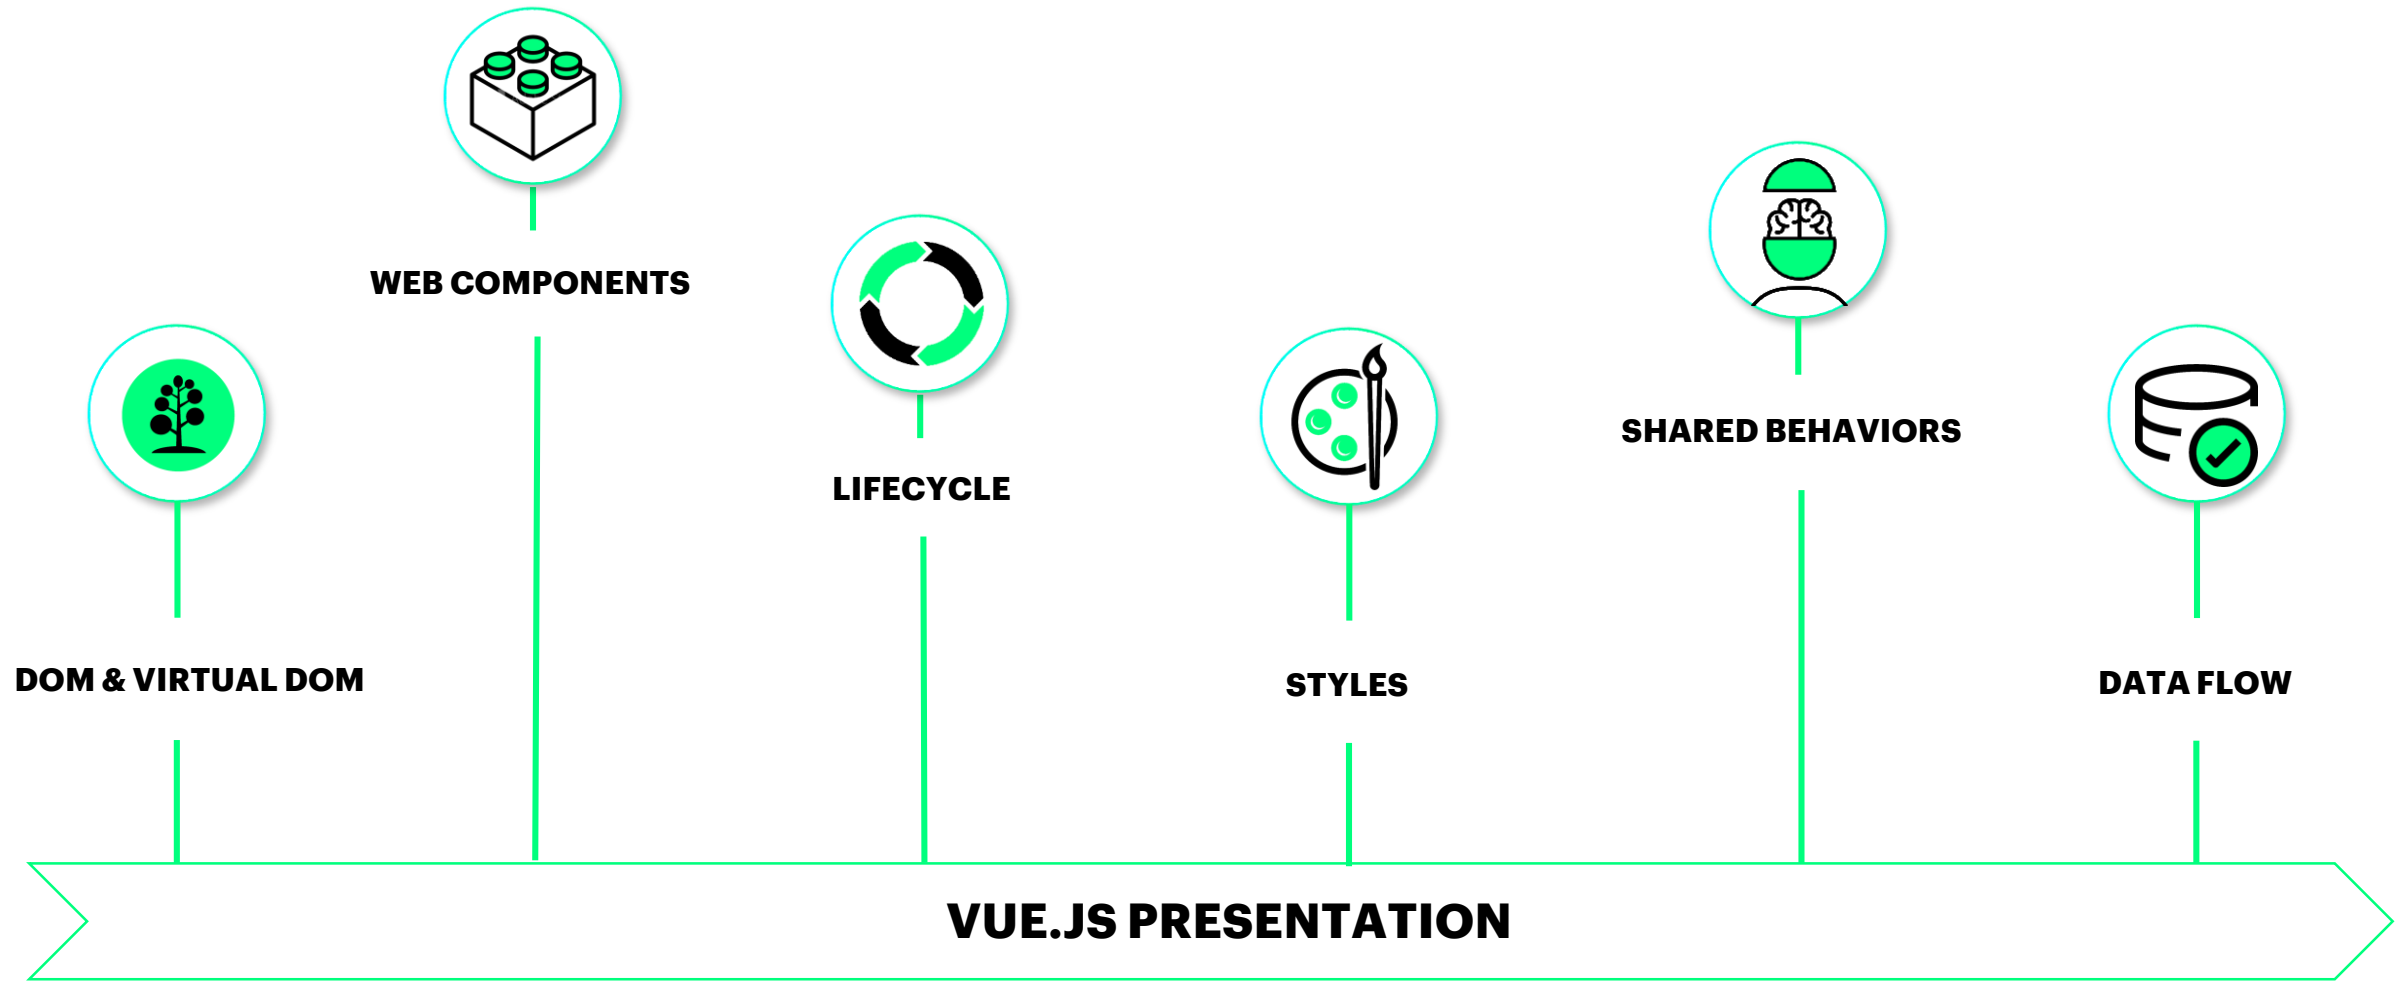 DOM & VIRTUAL DOM
WEB COMPONENTS
LIFECYCLE
STYLES
SHARED BEHAVIORS
DATA FLOW
VUE.JS PRESENTATION